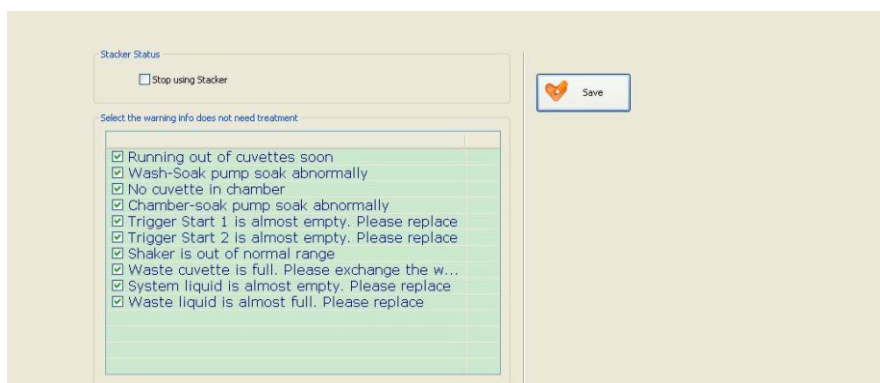 Stacker Status
Stop using Stacker
Save
Select the warning info does not need treatment
Running out of cuvettes soon
Wash-Soak pump soak abnormally
No cuvette in chamber
Chamber-soak pump soak abnormally
Trigger Start 1 is almost empty. Please replace
Trigger Start 2 is almost empty. Please replace
Shaker is out of normal range
Waste cuvette is full. Please exchange the w...
System liquid is almost empty. Please replace
Waste liquid is almost full. Please replace